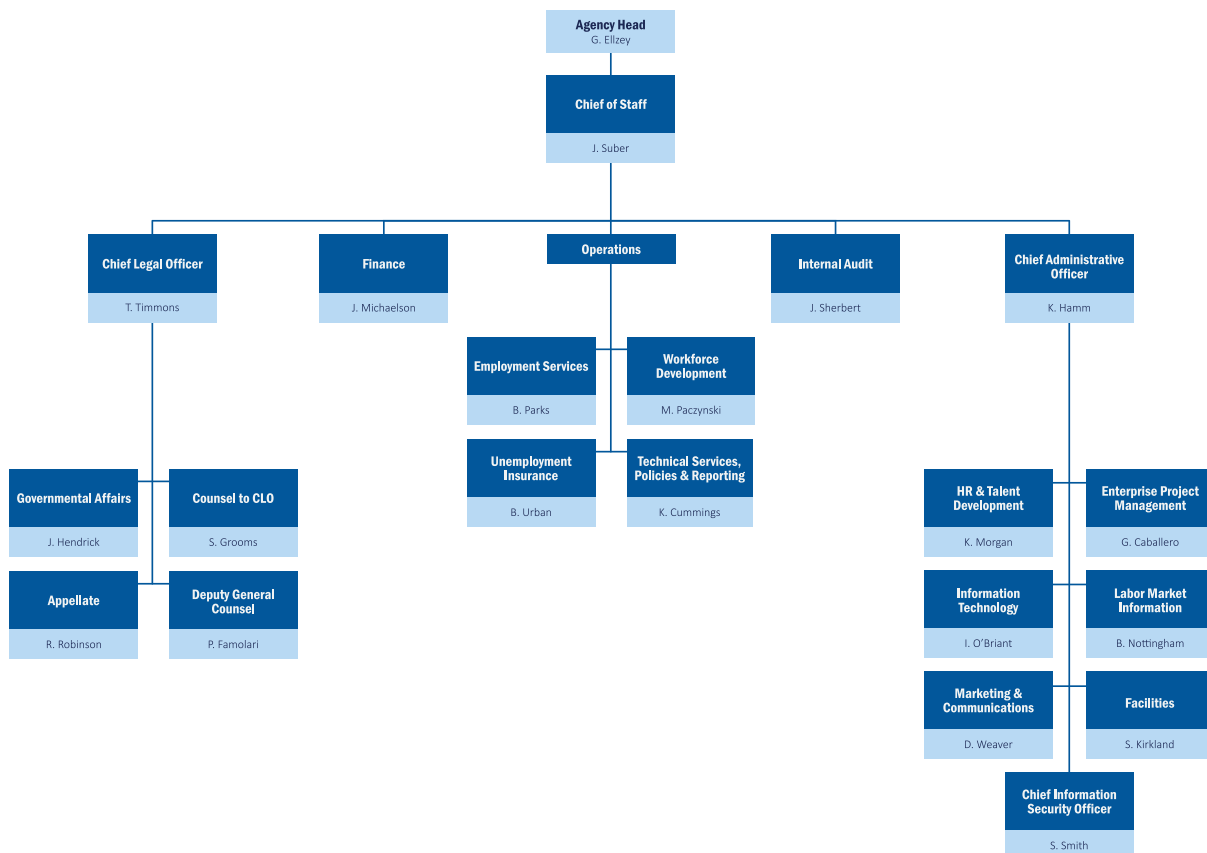 Agency Head
G. Ellzey
Chief of Staff
J. Suber
Chief Legal Officer
T. Timmons
Finance
J. Michaelson
Operations
Internal Audit
J. Sherbert
Chief Administrative
Officer
K. Hamm
Employment Services
B. Parks
Workforce
Development
M. Paczynski
Unemployment
Insurance
B. Urban
Technical Services,
Policies & Reporting
K. Cummings
Governmental Affairs
J. Hendrick
Counsel to CLO
S. Grooms
Appellate
R. Robinson
Deputy General
Counsel
P. Famolari
HR & Talent
Development
K. Morgan
Enterprise Project
Management
G. Caballero
Information
Technology
I. O’Briant
Labor Market
Information
B. Nottingham
Marketing &
Communications
D. Weaver
Facilities
S. Kirkland
Chief Information
Security Officer
S. Smith